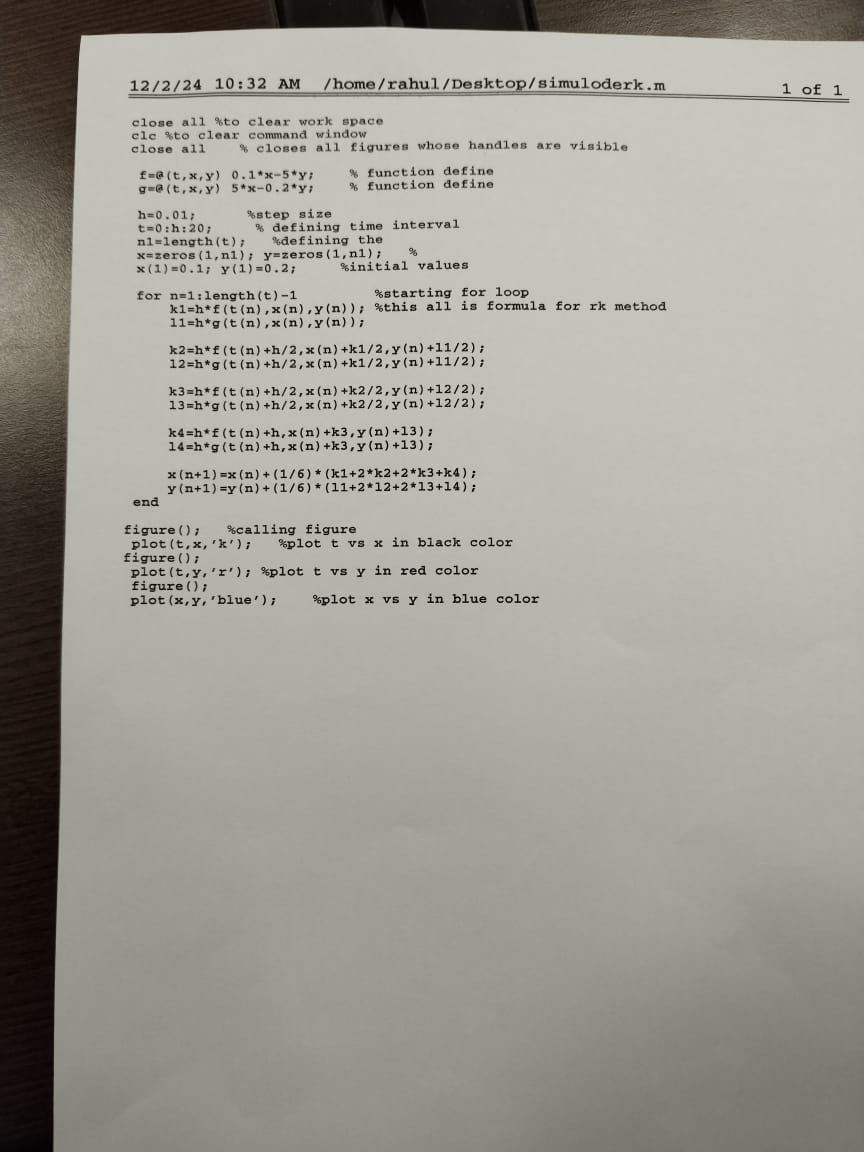 12/2/24 10:32 AM /home/rahul/Desktop/simuloderk.m 1 of 1
close all %to clear work space
clc %to clear command window
close all % closes all figures whose handles are visible
f=@(t,x,y) 0.1*x-5*y; % function define
g=@(t,x,y) 5*x-0.2*y; % function define
h=0.01; %step size
t=0:h:20; % defining time interval
n1=length(t); %defining the
x=zeros(1,n1); y=zeros(1,n1); %
x(1)=0.1; y(1)=0.2; %initial values
for n=1:length(t)-1 %starting for loop
k1=h*f(t(n),x(n),y(n)); %this all is formula for rk method
l1=h*g(t(n),x(n),y(n));
k2=h*f(t(n)+h/2,x(n)+k1/2,y(n)+l1/2);
l2=h*g(t(n)+h/2,x(n)+k1/2,y(n)+l1/2);
k3=h*f(t(n)+h/2,x(n)+k2/2,y(n)+l2/2);
l3=h*g(t(n)+h/2,x(n)+k2/2,y(n)+l2/2);
k4=h*f(t(n)+h,x(n)+k3,y(n)+l3);
l4=h*g(t(n)+h,x(n)+k3,y(n)+l3);
x(n+1)=x(n)+(1/6)*(k1+2*k2+2*k3+k4);
y(n+1)=y(n)+(1/6)*(l1+2*l2+2*l3+l4);
end
figure(); %calling figure
plot(t,x,'k'); %plot t vs x in black color
figure();
plot(t,y,'r'); %plot t vs y in red color
figure();
plot(x,y,'blue'); %plot x vs y in blue color